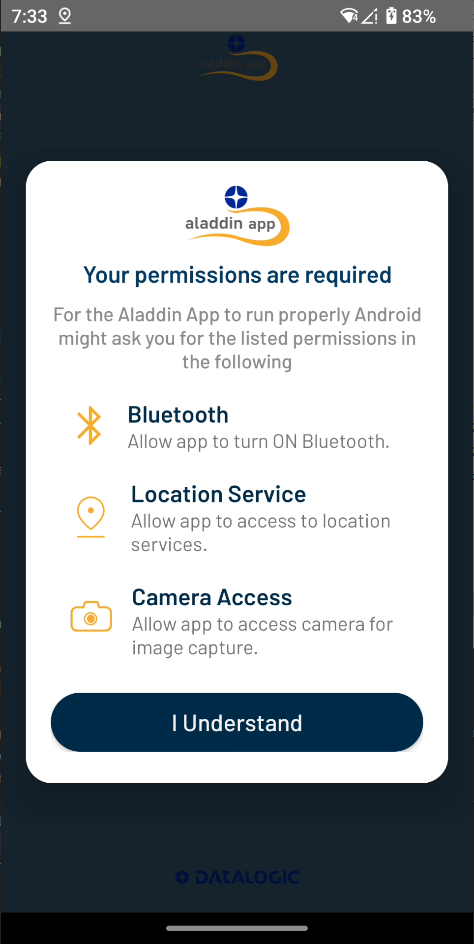 7:33
4
83%
aladdin app
aladdin app
Your permissions are required
For the Aladdin App to run properly Android
might ask you for the listed permissions in
the following
Bluetooth
Allow app to turn ON Bluetooth.
Location Service
Allow app to access to location
services.
Camera Access
Allow app to access camera for
image capture.
I Understand
DATALOGIC